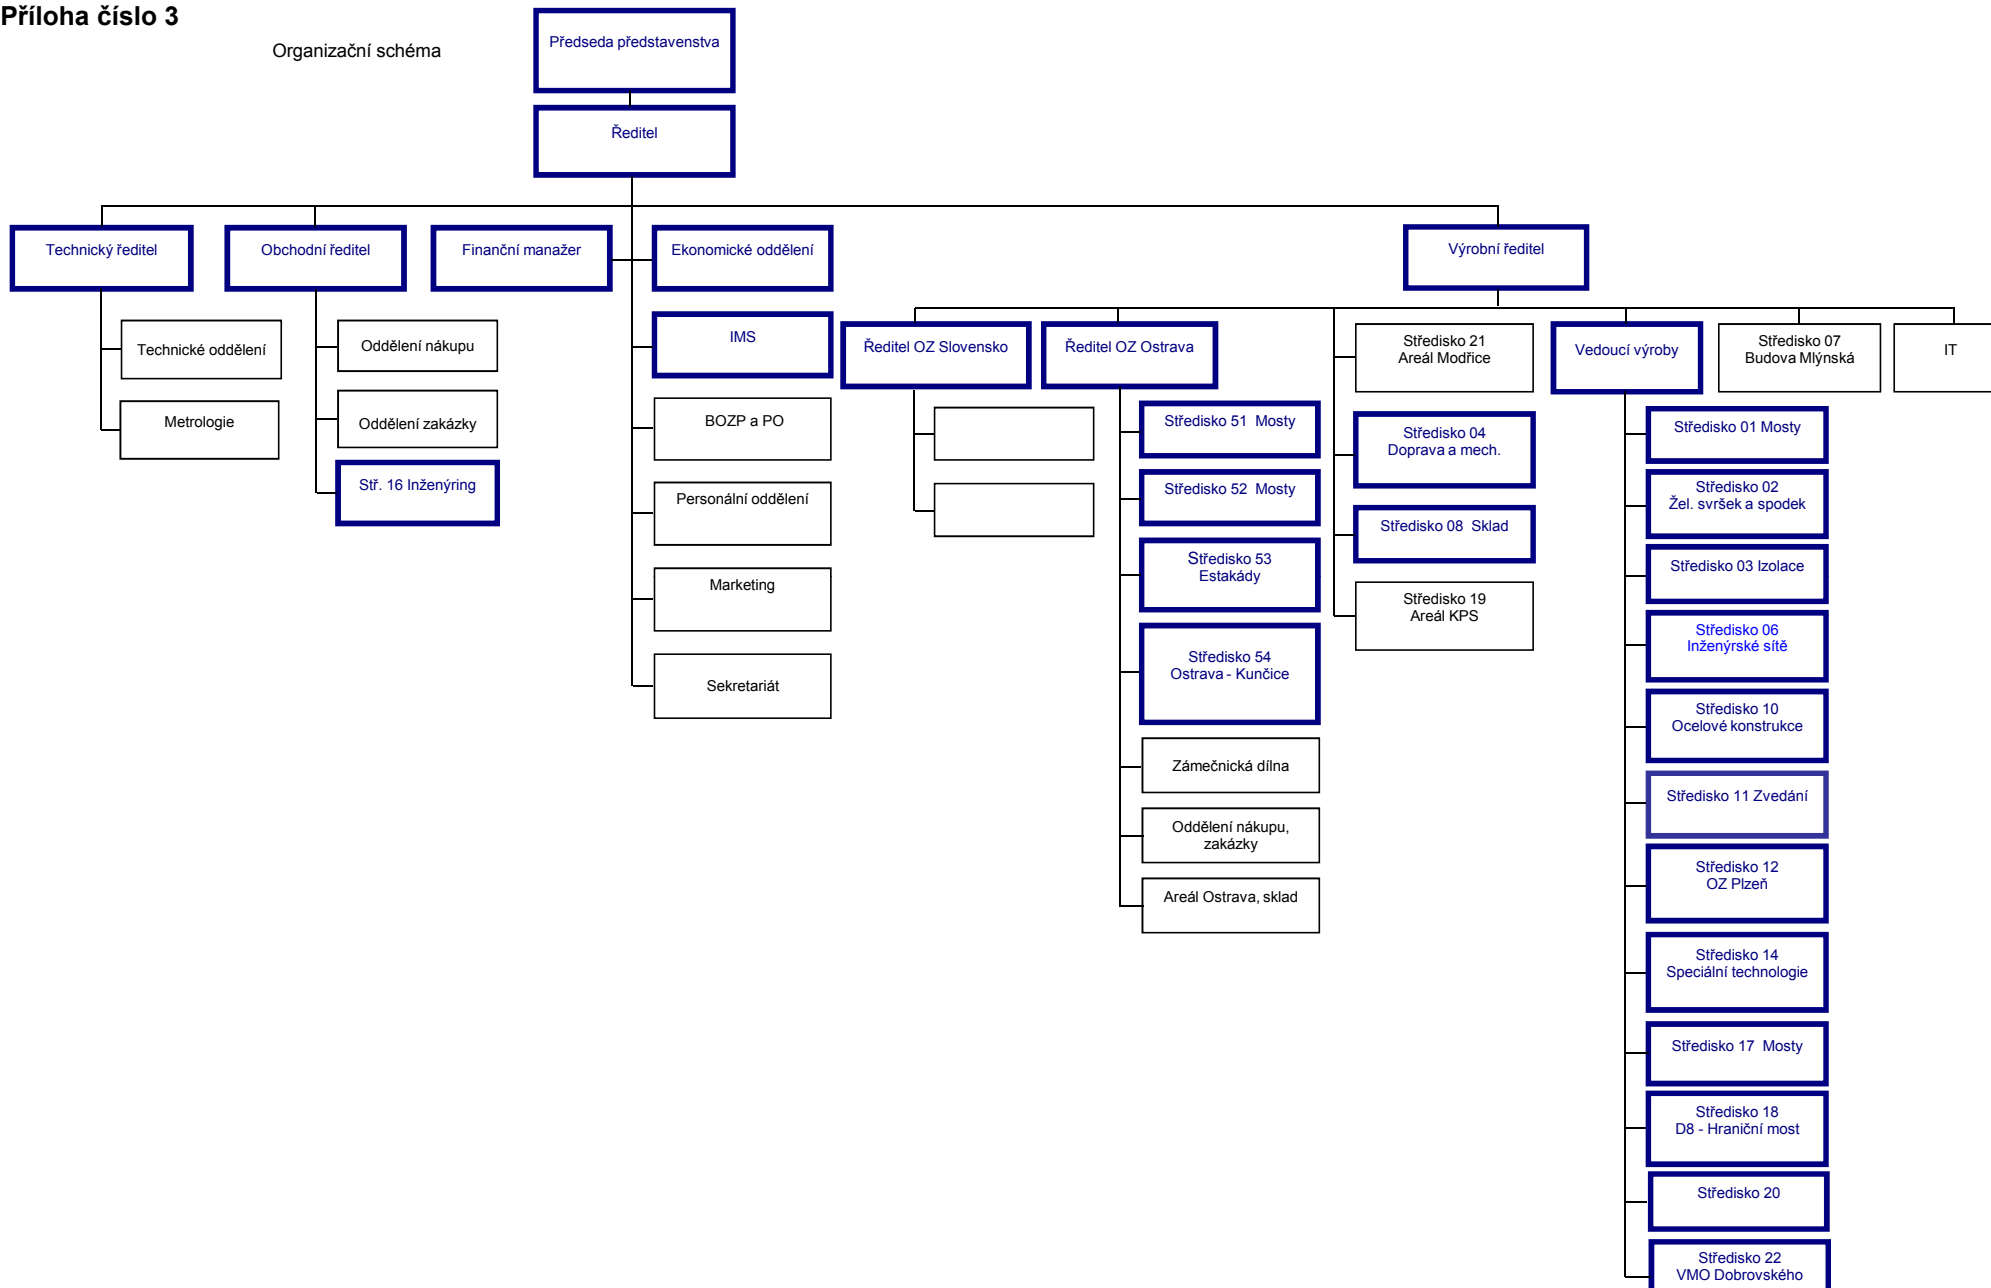 Příloha číslo 3
Organizační schéma
Předseda představenstva
Ředitel
Technický ředitel
Obchodní ředitel
Finanční manažer
Ekonomické oddělení
Výrobní ředitel
Technické oddělení
Metrologie
Oddělení nákupu
Oddělení zakázky
Stř. 16 Inženýring
IMS
BOZP a PO
Personální oddělení
Marketing
Sekretariát
Ředitel OZ Slovensko
Ředitel OZ Ostrava
Středisko 51 Mosty
Středisko 52 Mosty
Středisko 53
Estakády
Středisko 54
Ostrava - Kunčice
Zámečnická dílna
Oddělení nákupu,
zakázky
Areál Ostrava, sklad
Středisko 21
Areál Modřice
Středisko 04
Doprava a mech.
Středisko 08 Sklad
Středisko 19
Areál KPS
Vedoucí výroby
Středisko 01 Mosty
Středisko 02
Žel. svršek a spodek
Středisko 03 Izolace
Středisko 06
Inženýrské sítě
Středisko 10
Ocelové konstrukce
Středisko 11 Zvedání
Středisko 12
OZ Plzeň
Středisko 14
Speciální technologie
Středisko 17 Mosty
Středisko 18
D8 - Hraniční most
Středisko 20
Středisko 22
VMO Dobrovského
Středisko 07
Budova Mlýnská
IT